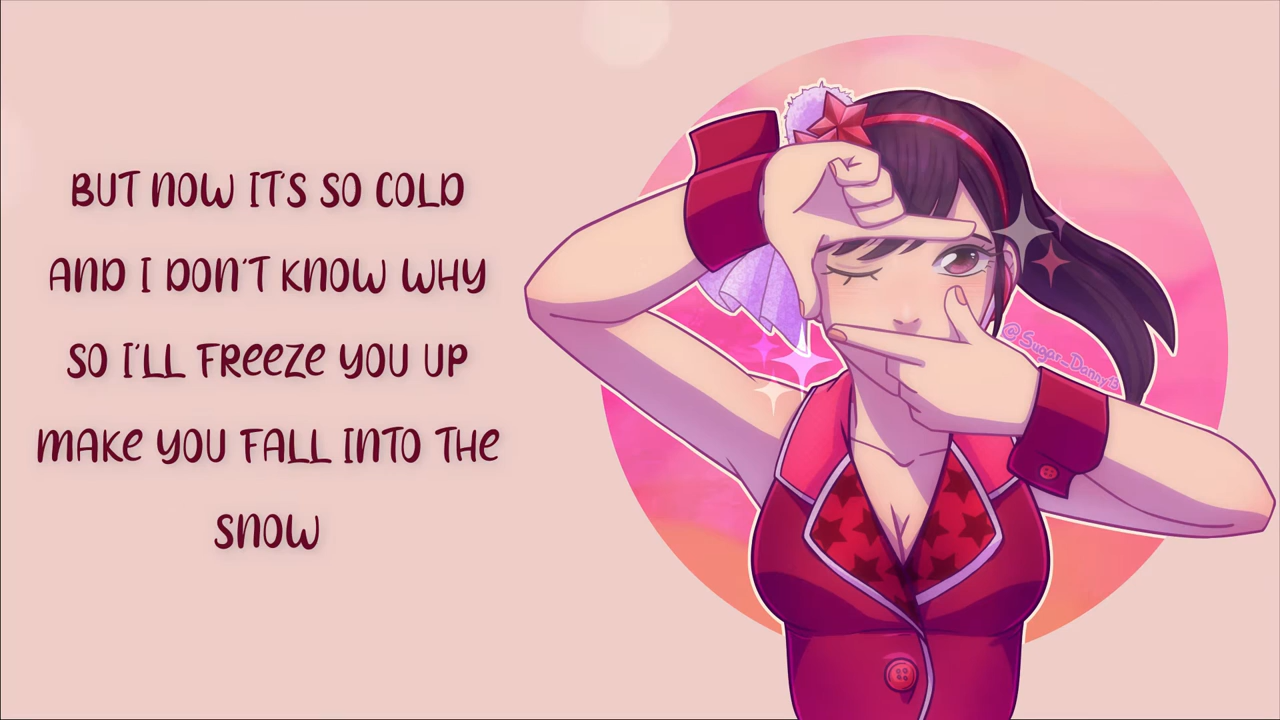 BUT NOW IT'S SO COLD
AND I DON'T KNOW WHY
SO I'LL FREEZE YOU UP
MAKE YOU FALL INTO THE
SNOW
@Sugar_Danny13